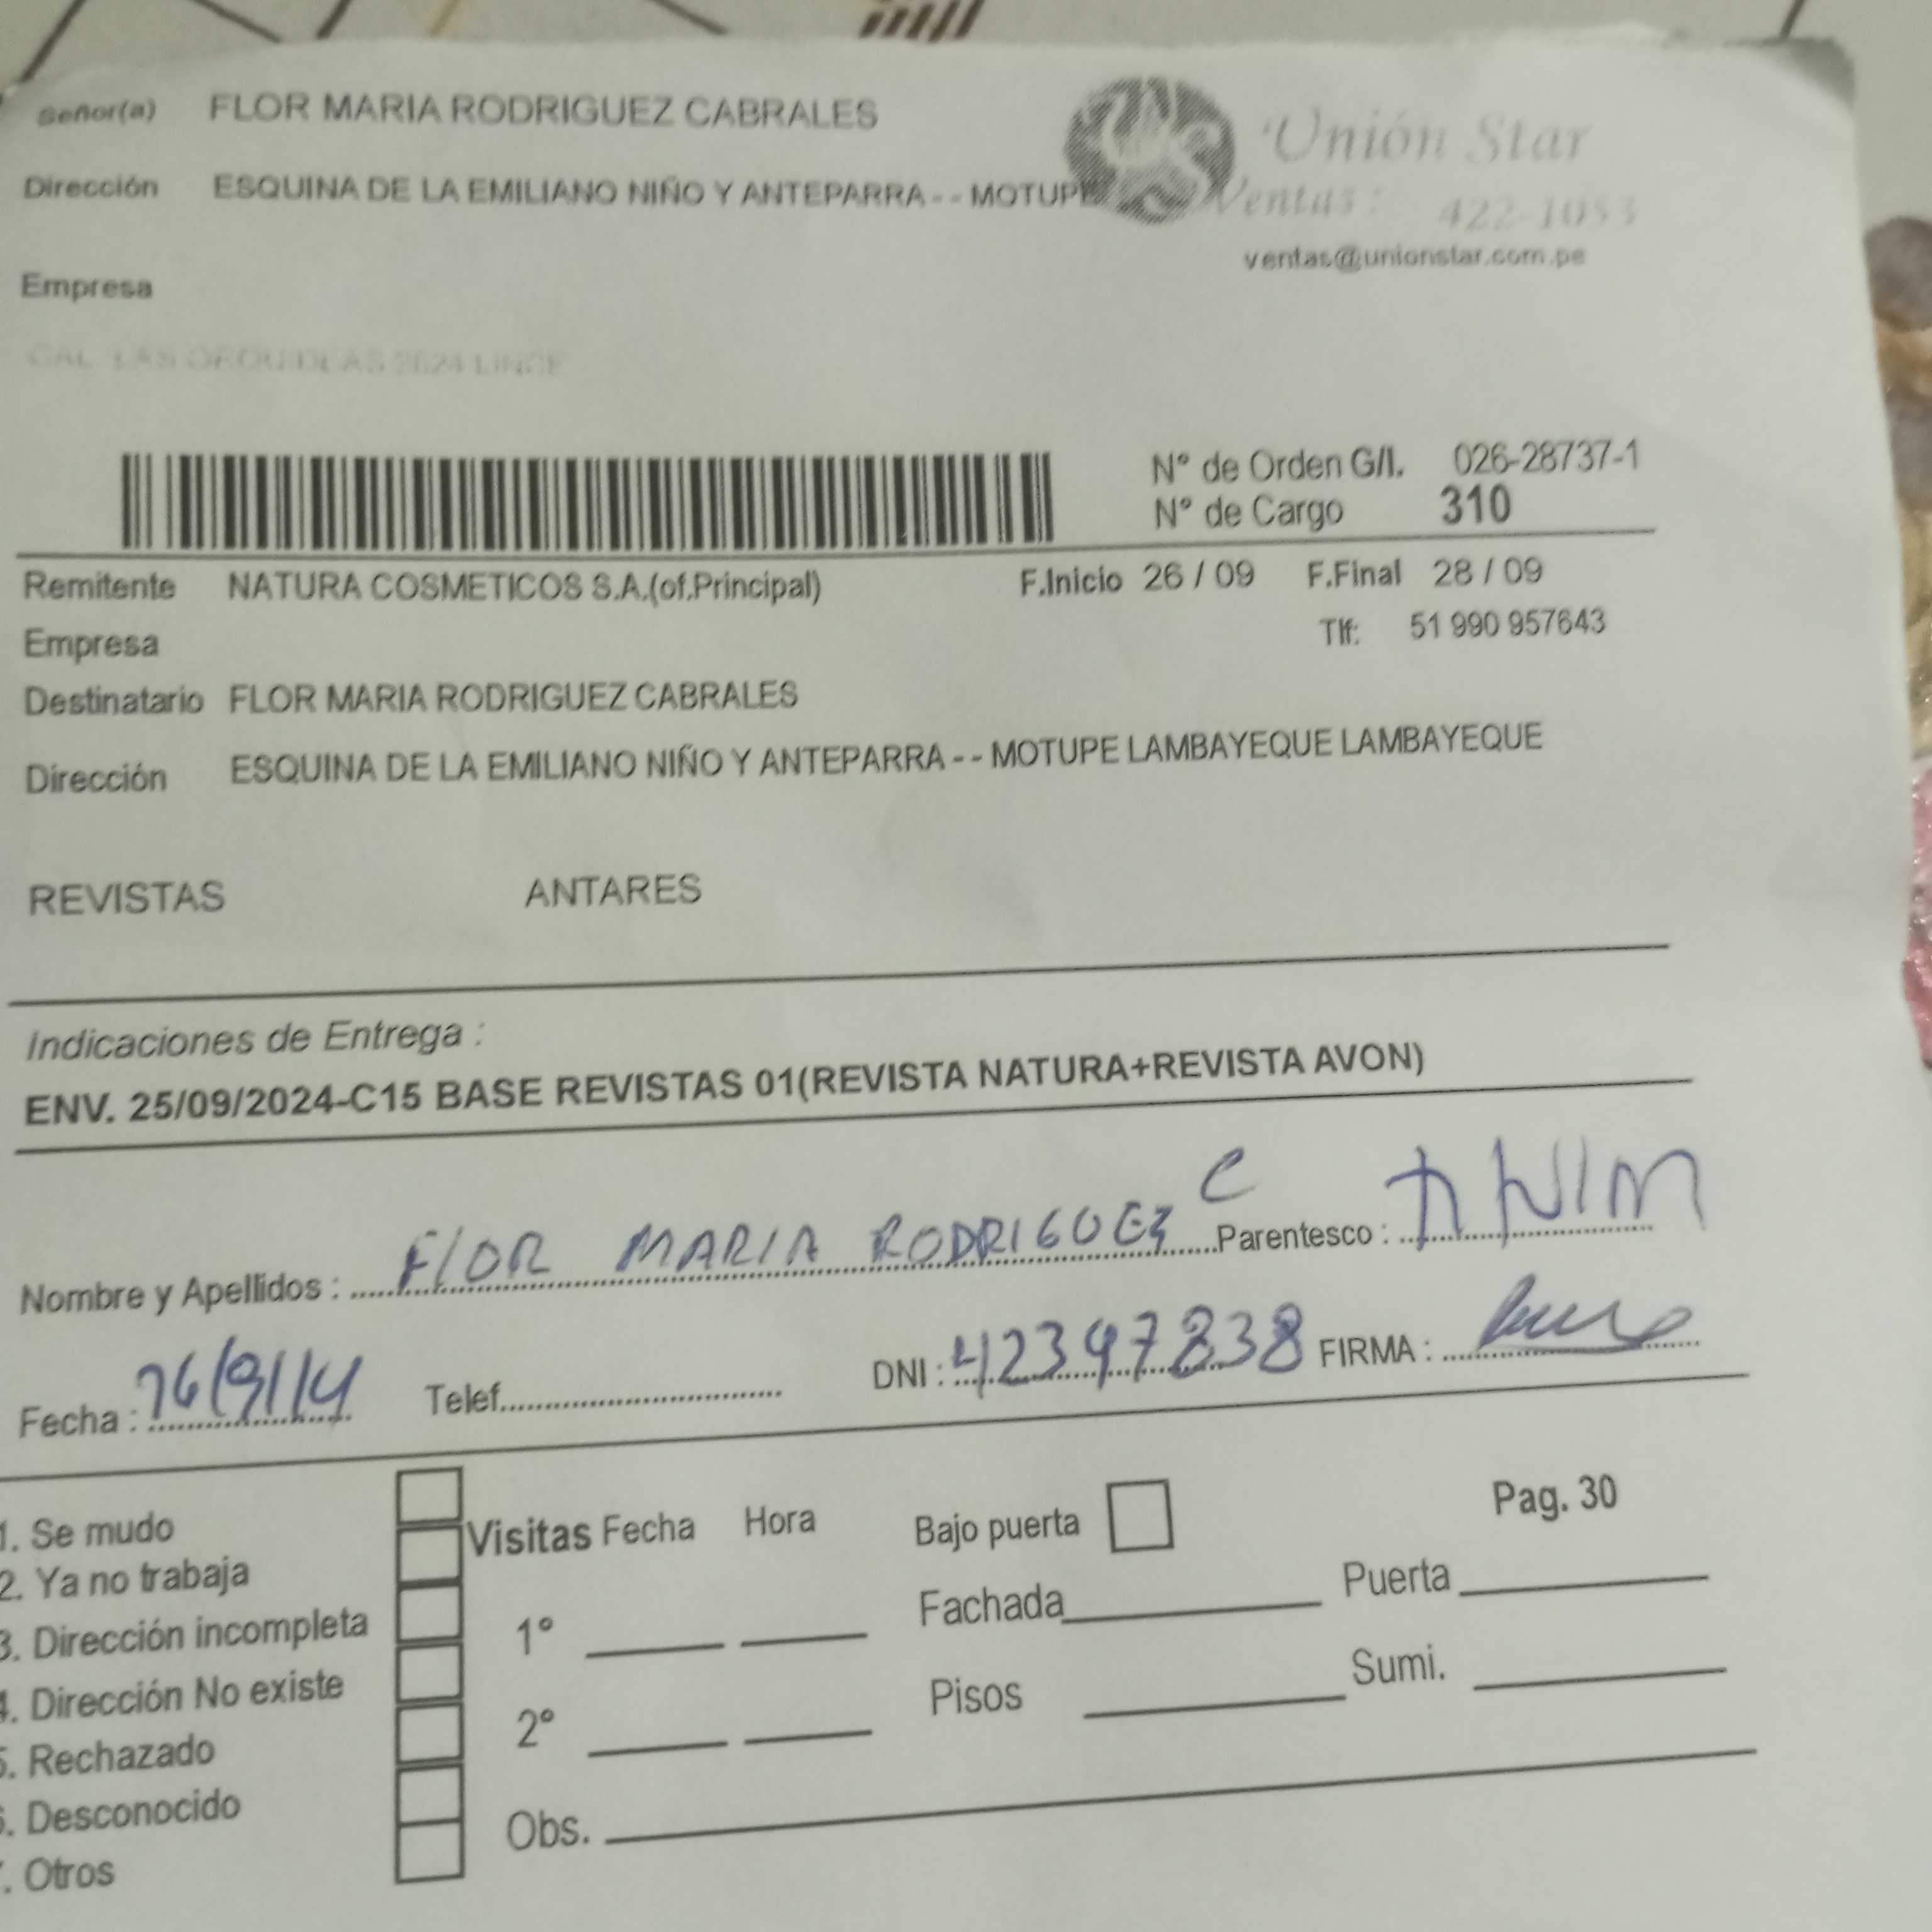 Señor(a) FLOR MARIA RODRIGUEZ CABRALES
Unión Star
Dirección ESQUINA DE LA EMILIANO NIÑO Y ANTEPARRA - - MOTUPE
Ventas: 422-1053
ventas@unionstar.com.pe
Empresa
CAL. LAS ORQUIDEAS 2624 LINCE
N° de Orden G/I. 026-28737-1
N° de Cargo 310
Remitente NATURA COSMETICOS S.A.(of.Principal) F.Inicio 26 / 09 F.Final 28 / 09
Empresa Tlf: 51 990 957643
Destinatario FLOR MARIA RODRIGUEZ CABRALES
Dirección ESQUINA DE LA EMILIANO NIÑO Y ANTEPARRA - - MOTUPE LAMBAYEQUE LAMBAYEQUE
REVISTAS ANTARES
Indicaciones de Entrega :
ENV. 25/09/2024-C15 BASE REVISTAS 01(REVISTA NATURA+REVISTA AVON)
Nombre y Apellidos : FlOR MARIA RODRIGUEZ C Parentesco :
Fecha : Telef. DNI : 42397838 FIRMA :
1. Se mudo
2. Ya no trabaja
3. Dirección incompleta
4. Dirección No existe
5. Rechazado
6. Desconocido
. Otros
Visitas Fecha Hora
1°
2°
Obs.
Bajo puerta Pag. 30
Fachada Puerta
Pisos Sumi.